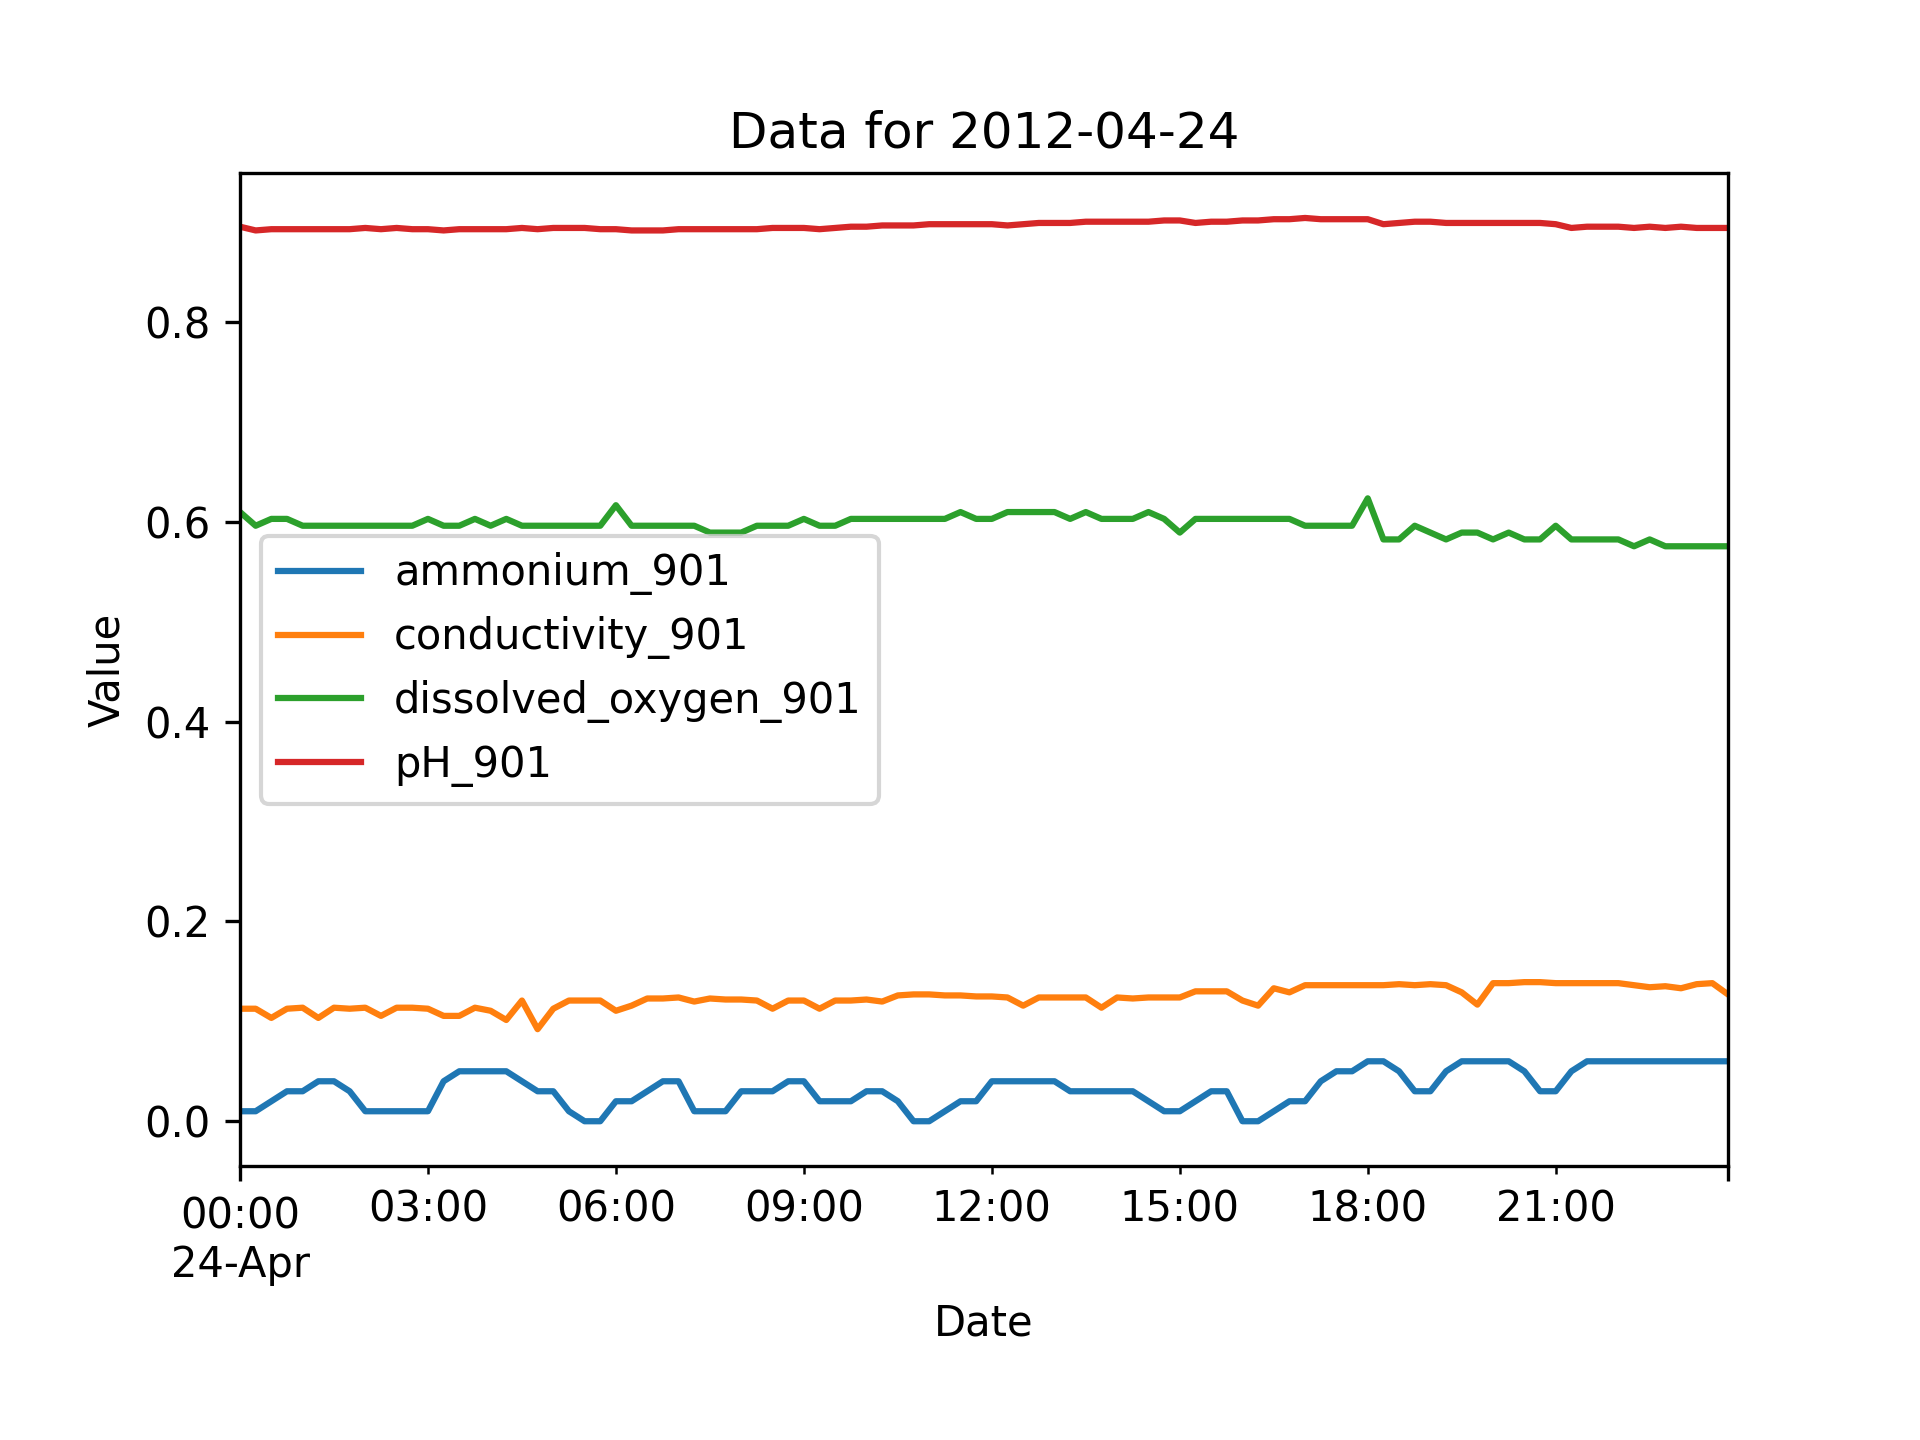 Data for 2012-04-24
Value
0.8
0.6
0.4
0.2
0.0
ammonium_901
conductivity_901
dissolved_oxygen_901
pH_901
00:00 03:00 06:00 09:00 12:00 15:00 18:00 21:00
24-Apr
Date